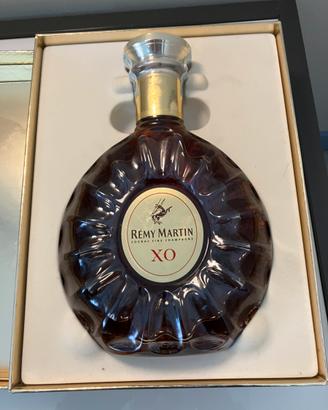 RÉMY MARTIN
COGNAC FINE CHAMPAGNE
XO